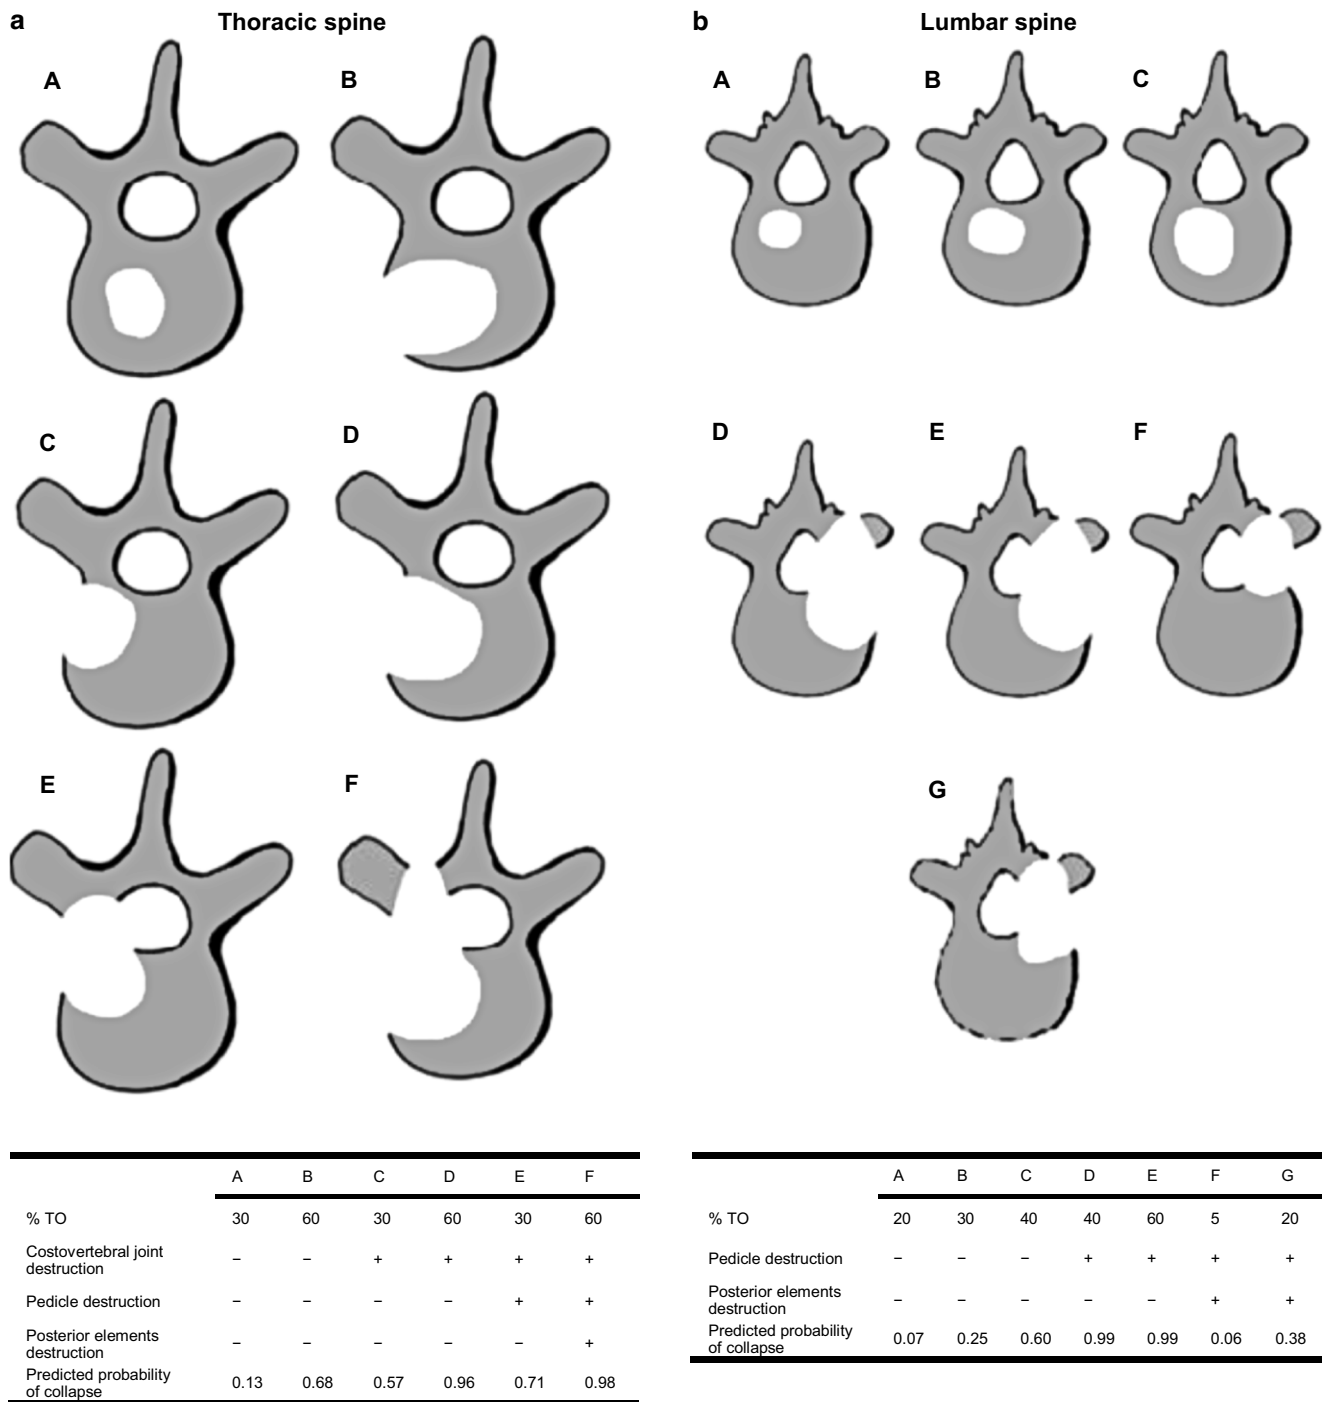 a
Thoracic spine
A
B
C
D
E
F
A B C D E F
% TO 30 60 30 60 30 60
Costovertebral joint
destruction − − + + + +
Pedicle destruction − − − − + +
Posterior elements
destruction − − − − − +
Predicted probability
of collapse 0.13 0.68 0.57 0.96 0.71 0.98
b
Lumbar spine
A
B
C
D
E
F
G
A B C D E F G
% TO 20 30 40 40 60 5 20
Pedicle destruction − − − + + + +
Posterior elements
destruction − − − − − + +
Predicted probability
of collapse 0.07 0.25 0.60 0.99 0.99 0.06 0.38